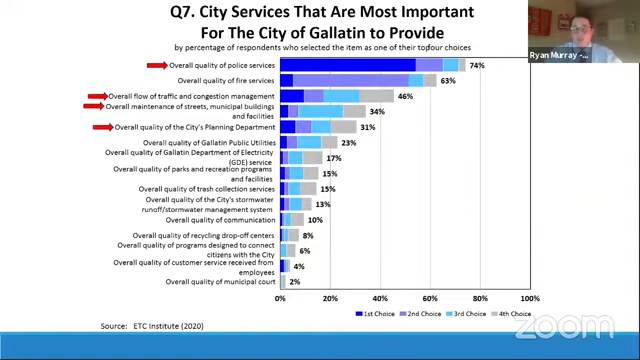 Q7. City Services That Are Most Important
For The City of Gallatin to Provide
by percentage of respondents who selected the item as one of their top four choices
Ryan Murray -
Overall quality of police services 74%
Overall quality of fire services 63%
Overall flow of traffic and congestion management 46%
Overall maintenance of streets, municipal buildings
and facilities 34%
Overall quality of the City's Planning Department 31%
Overall quality of Gallatin Public Utilities 23%
Overall quality of Gallatin Department of Electricity
(GDE) service 17%
Overall quality of parks and recreation programs
and facilities 15%
Overall quality of trash collection services 15%
Overall quality of the City's stormwater
runoff/stormwater management system 13%
Overall quality of communication 10%
Overall quality of recycling drop-off centers 8%
Overall quality of programs designed to connect
citizens with the City 6%
Overall quality of customer service received from
employees 4%
Overall quality of municipal court 2%
0% 20% 40% 60% 80% 100%
1st Choice 2nd Choice 3rd Choice 4th Choice
Source: ETC Institute (2020)
zoom